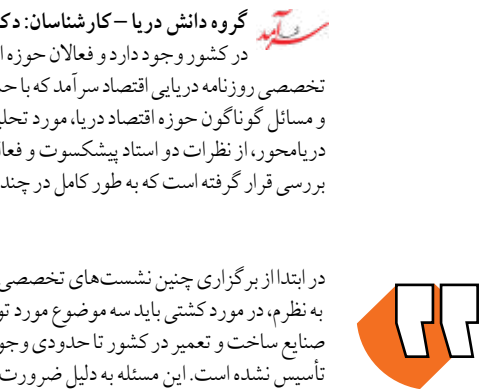 سرآمد گروه دانش دریا – کارشناسان: دک
در کشور وجود دارد و فعالان حوزه ا
تخصصی روزنامه دریایی اقتصاد سرآمد که با ح
و مسائل گوناگون حوزه اقتصاد دریا، مورد تحلی
دریامحور، از نظرات دو استاد پیشکسوت و فعا
بررسی قرار گرفته است که به طور کامل در چند
در ابتدا از برگزاری چنین نشست‌های تخصصی
به نظرم، در مورد کشتی باید سه موضوع مورد تو
صنایع ساخت و تعمیر در کشور تا حدودی وجو
تأسیس نشده است. این مسئله به دلیل ضرورت